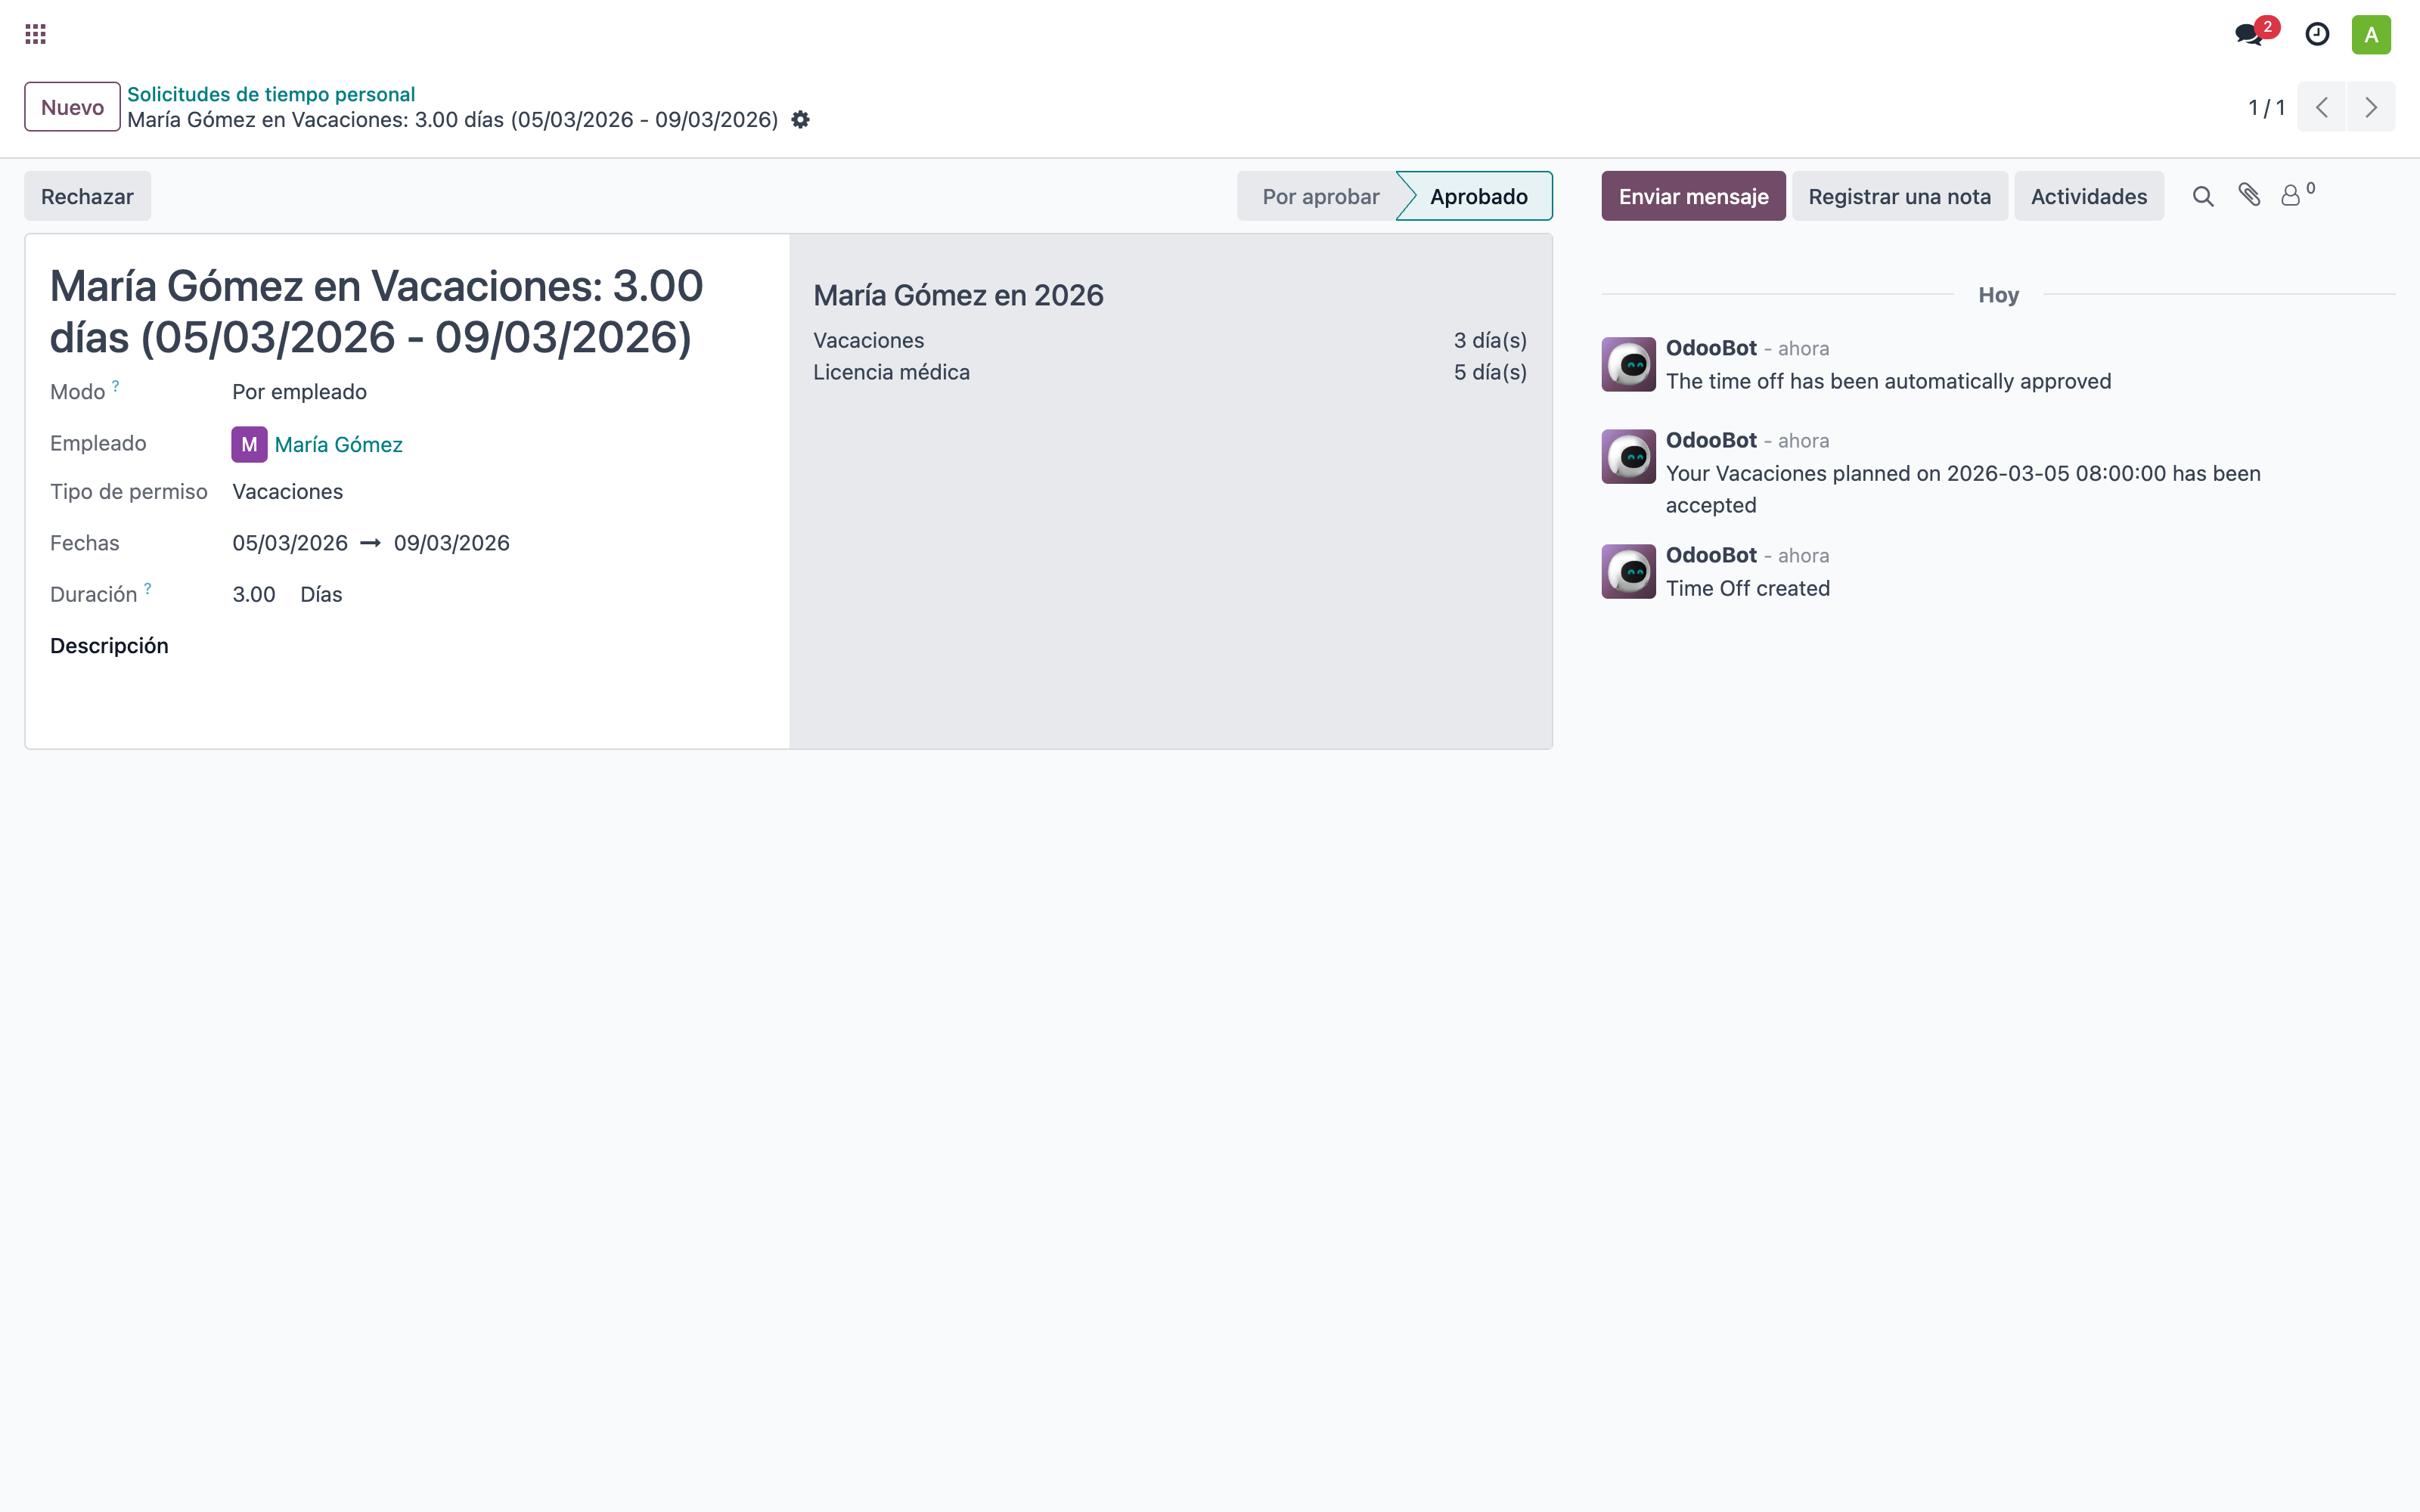 2
A
Nuevo
Solicitudes de tiempo personal
María Gómez en Vacaciones: 3.00 días (05/03/2026 - 09/03/2026)
1 / 1
Rechazar
Por aprobar
Aprobado
Enviar mensaje
Registrar una nota
Actividades
0
María Gómez en Vacaciones: 3.00
días (05/03/2026 - 09/03/2026)
Modo ?
Por empleado
Empleado
M María Gómez
Tipo de permiso
Vacaciones
Fechas
05/03/2026 → 09/03/2026
Duración ?
3.00 Días
Descripción
María Gómez en 2026
Vacaciones 3 día(s)
Licencia médica 5 día(s)
Hoy
OdooBot - ahora
The time off has been automatically approved
OdooBot - ahora
Your Vacaciones planned on 2026-03-05 08:00:00 has been
accepted
OdooBot - ahora
Time Off created